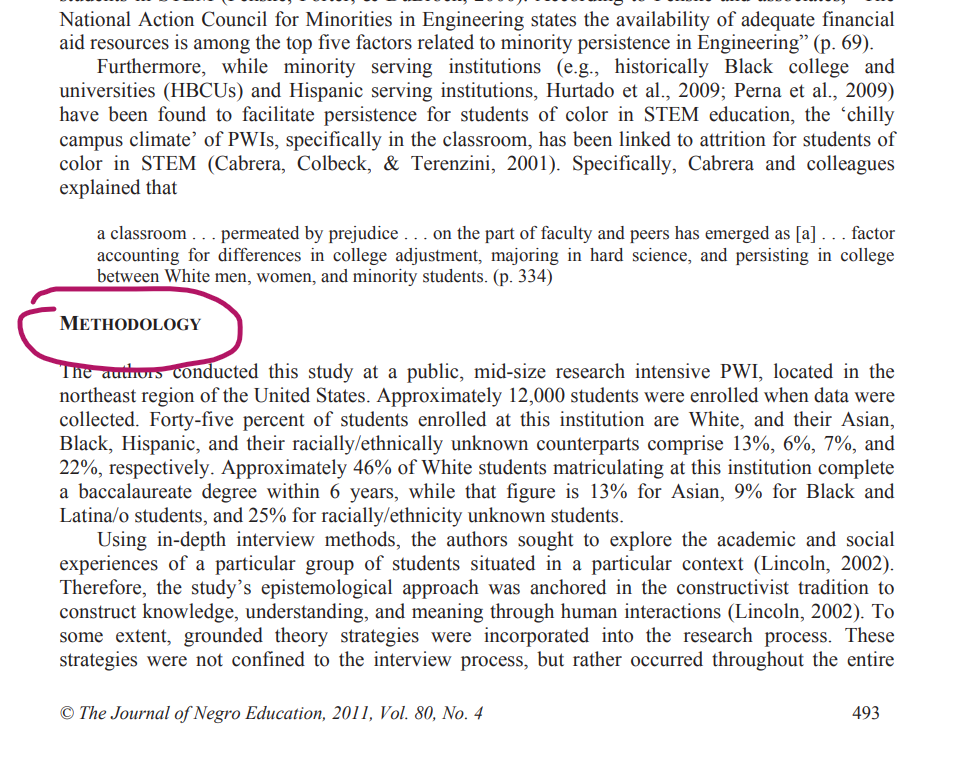 National Action Council for Minorities in Engineering states the availability of adequate financial
aid resources is among the top five factors related to minority persistence in Engineering” (p. 69).
Furthermore, while minority serving institutions (e.g., historically Black college and
universities (HBCUs) and Hispanic serving institutions, Hurtado et al., 2009; Perna et al., 2009)
have been found to facilitate persistence for students of color in STEM education, the ‘chilly
campus climate’ of PWIs, specifically in the classroom, has been linked to attrition for students of
color in STEM (Cabrera, Colbeck, & Terenzini, 2001). Specifically, Cabrera and colleagues
explained that
a classroom . . . permeated by prejudice . . . on the part of faculty and peers has emerged as [a] . . . factor
accounting for differences in college adjustment, majoring in hard science, and persisting in college
between White men, women, and minority students. (p. 334)
METHODOLOGY
The authors conducted this study at a public, mid-size research intensive PWI, located in the
northeast region of the United States. Approximately 12,000 students were enrolled when data were
collected. Forty-five percent of students enrolled at this institution are White, and their Asian,
Black, Hispanic, and their racially/ethnically unknown counterparts comprise 13%, 6%, 7%, and
22%, respectively. Approximately 46% of White students matriculating at this institution complete
a baccalaureate degree within 6 years, while that figure is 13% for Asian, 9% for Black and
Latina/o students, and 25% for racially/ethnicity unknown students.
Using in-depth interview methods, the authors sought to explore the academic and social
experiences of a particular group of students situated in a particular context (Lincoln, 2002).
Therefore, the study’s epistemological approach was anchored in the constructivist tradition to
construct knowledge, understanding, and meaning through human interactions (Lincoln, 2002). To
some extent, grounded theory strategies were incorporated into the research process. These
strategies were not confined to the interview process, but rather occurred throughout the entire
© The Journal of Negro Education, 2011, Vol. 80, No. 4 493